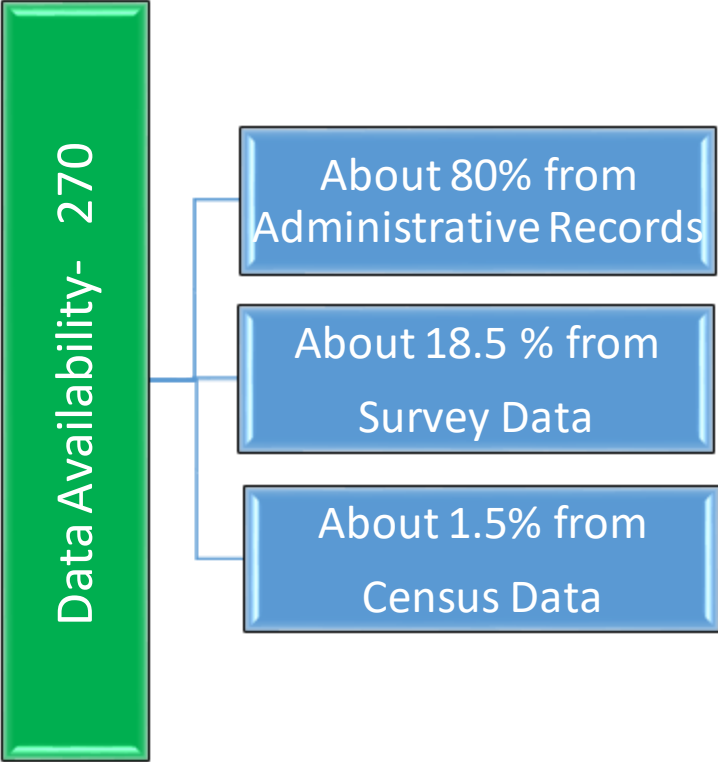 Data Availability- 270
About 80% from
Administrative Records
About 18.5 % from
Survey Data
About 1.5% from
Census Data